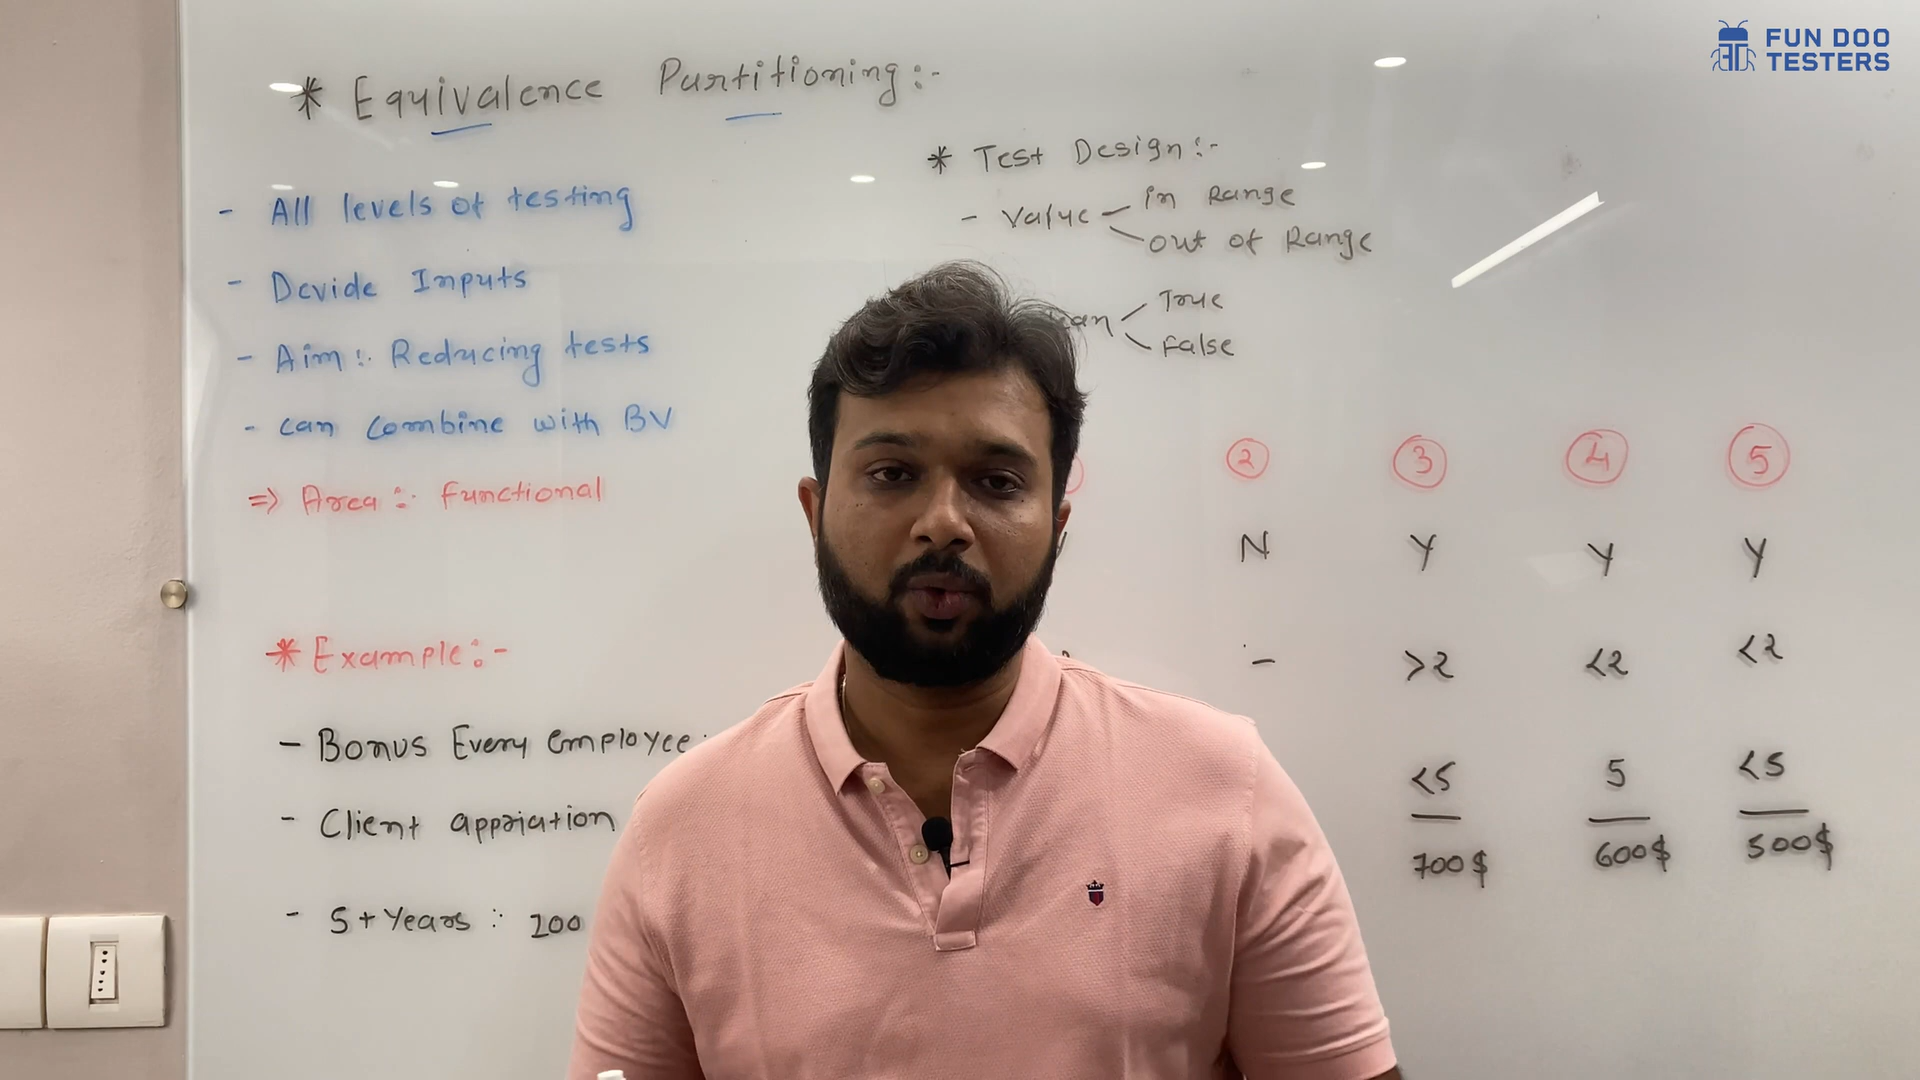 FUN DOO
TESTERS
* Equivalence Partitioning:-
- All levels of testing
- Devide Inputs
- Aim:. Reducing tests
- can combine with BV
=> Area:. functional
* Example:-
- Bonus Every employee
- Client appriation
- 5+ Years : 200
* Test Design:-
- Value
in Range
out of Range
True
False
2 3 4 5
N Y Y Y
- >2 <2 <2
<5 5 <5
700$ 600$ 500$